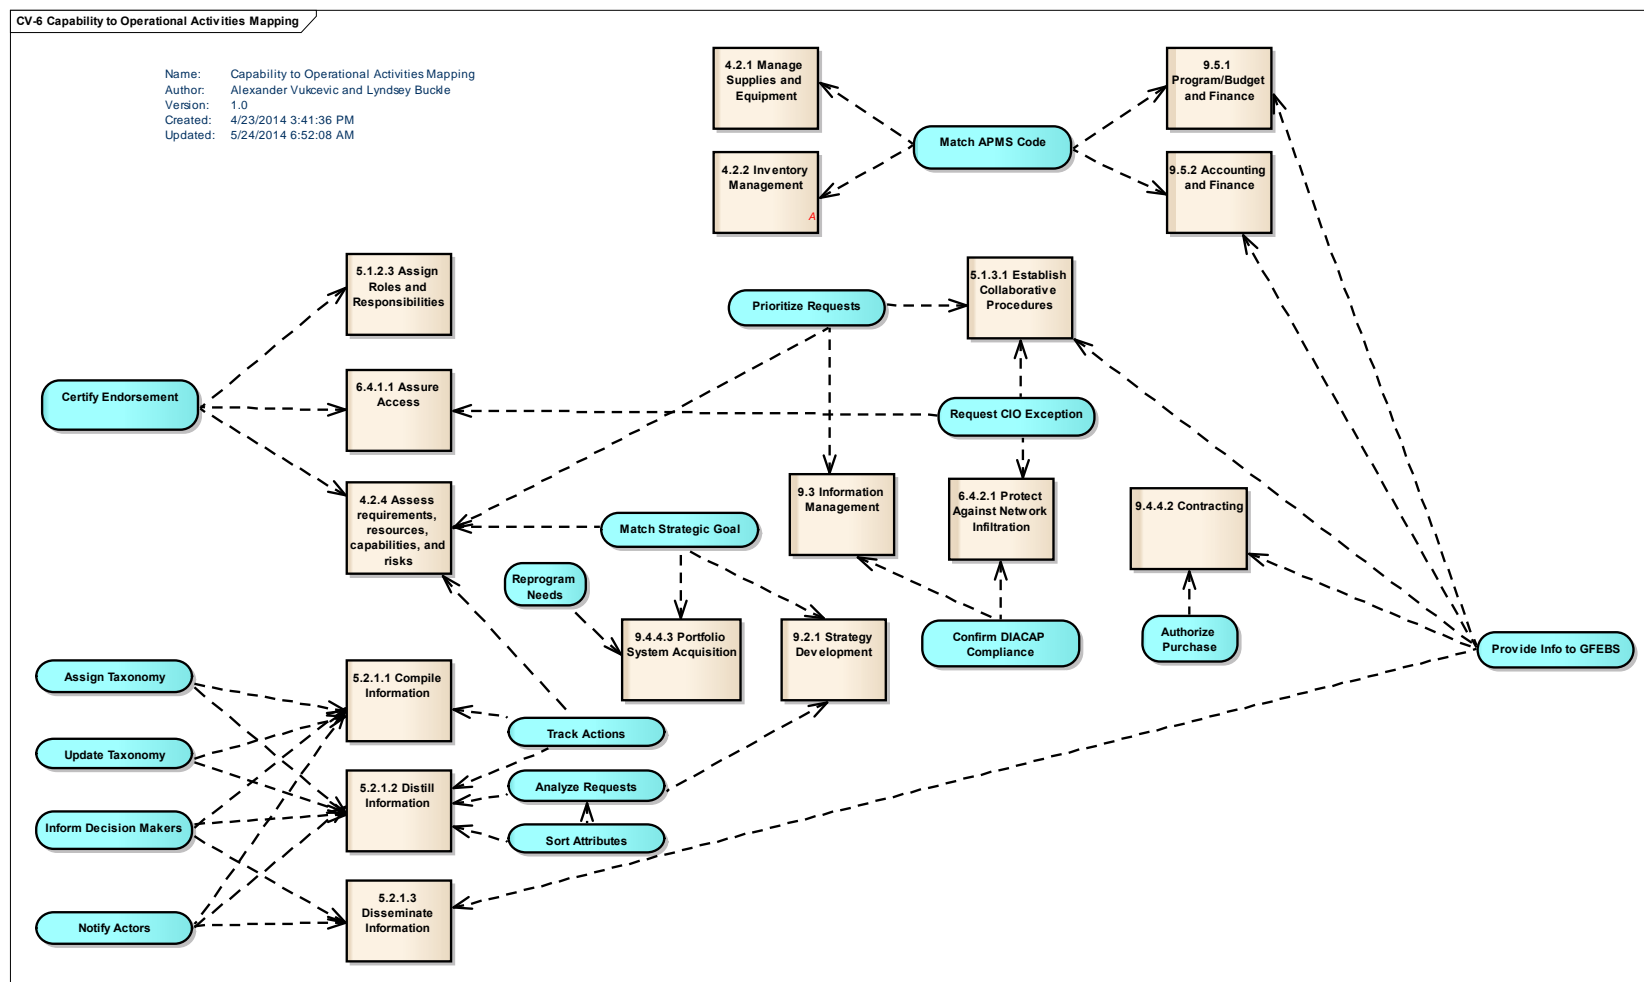 CV-6 Capability to Operational Activities Mapping
Name: Capability to Operational Activities Mapping
Author: Alexander Vukcevic and Lyndsey Buckle
Version: 1.0
Created: 4/23/2014 3:41:36 PM
Updated: 5/24/2014 6:52:08 AM
4.2.1 Manage
Supplies and
Equipment
9.5.1
Program/Budget
and Finance
Match APMS Code
4.2.2 Inventory
Management
A
9.5.2 Accounting
and Finance
5.1.2.3 Assign
Roles and
Responsibilities
Prioritize Requests
5.1.3.1 Establish
Collaborative
Procedures
Certify Endorsement
6.4.1.1 Assure
Access
Request CIO Exception
4.2.4 Assess
requirements,
resources,
capabilities, and
risks
Match Strategic Goal
9.3 Information
Management
6.4.2.1 Protect
Against Network
Infiltration
9.4.4.2 Contracting
Reprogram
Needs
9.4.4.3 Portfolio
System Acquisition
9.2.1 Strategy
Development
Confirm DIACAP
Compliance
Authorize
Purchase
Provide Info to GFEBS
Assign Taxonomy
5.2.1.1 Compile
Information
Track Actions
Update Taxonomy
5.2.1.2 Distill
Information
Analyze Requests
Inform Decision Makers
Sort Attributes
5.2.1.3
Disseminate
Information
Notify Actors